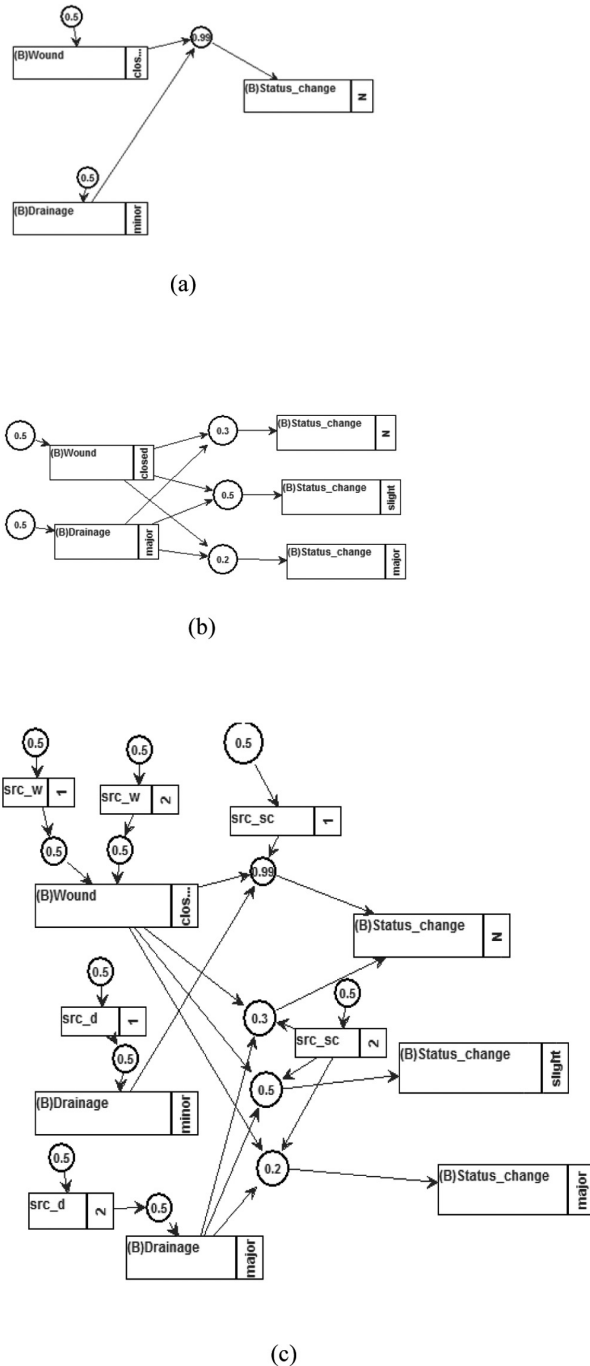 0.5
0.99
(B)Wound
clos...
(B)Status_change
N
0.5
(B)Drainage
minor
(a)
0.5
0.3
(B)Status_change
N
(B)Wound
closed
0.5
(B)Status_change
slight
0.5
(B)Drainage
major
0.2
(B)Status_change
major
(b)
0.5
0.5
0.5
src_w
1
src_w
2
src_sc
1
0.5
0.5
0.99
(B)Wound
clos...
(B)Status_change
N
0.5
0.5
src_d
1
0.3
src_sc
2
0.5
(B)Status_change
slight
0.5
(B)Drainage
minor
0.5
0.2
(B)Status_change
major
src_d
2
0.5
(B)Drainage
major
(c)